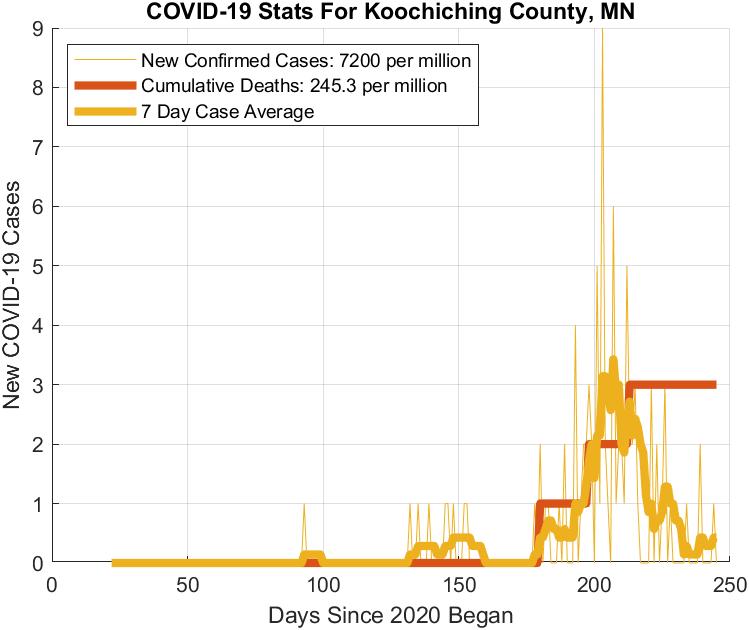 COVID-19 Stats For Koochiching County, MN
New Confirmed Cases: 7200 per million
Cumulative Deaths: 245.3 per million
7 Day Case Average
New COVID-19 Cases
9
8
7
6
5
4
3
2
1
0
0 50 100 150 200 250
Days Since 2020 Began